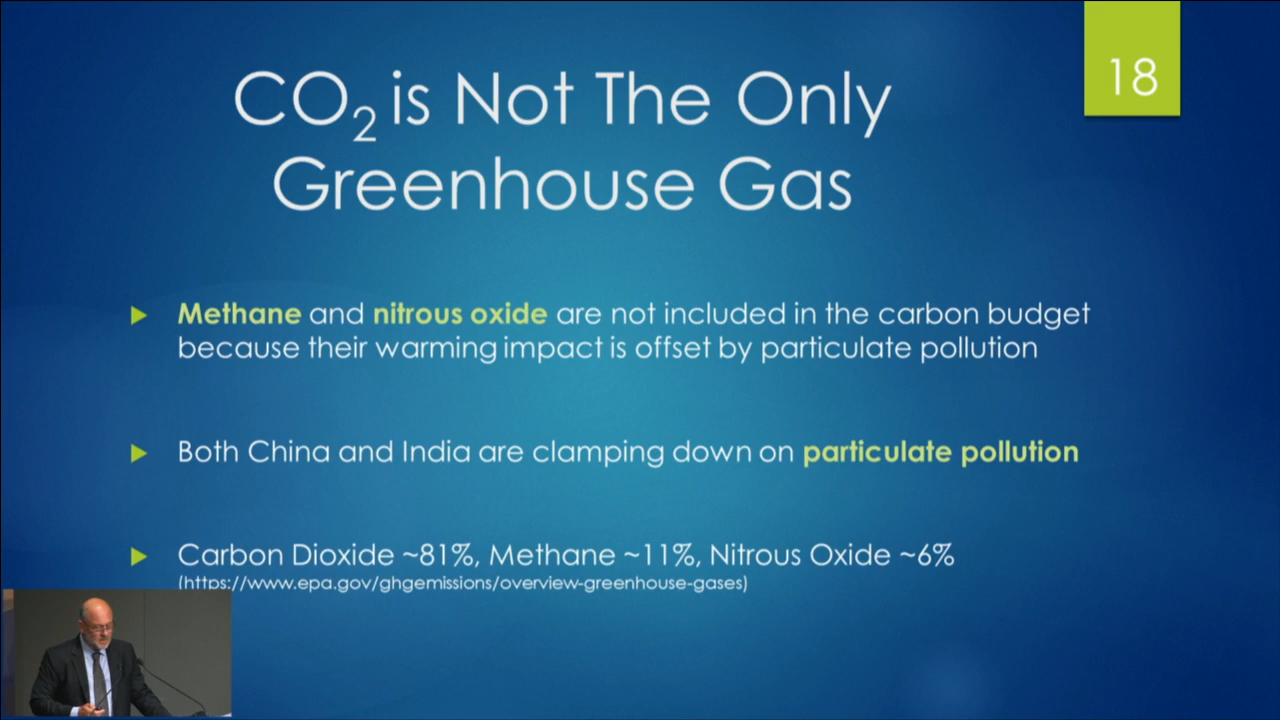 18
CO₂ is Not The Only
Greenhouse Gas
Methane and nitrous oxide are not included in the carbon budget
because their warming impact is offset by particulate pollution
Both China and India are clamping down on particulate pollution
Carbon Dioxide ~81%, Methane ~11%, Nitrous Oxide ~6%
(https://www.epa.gov/ghgemissions/overview-greenhouse-gases)